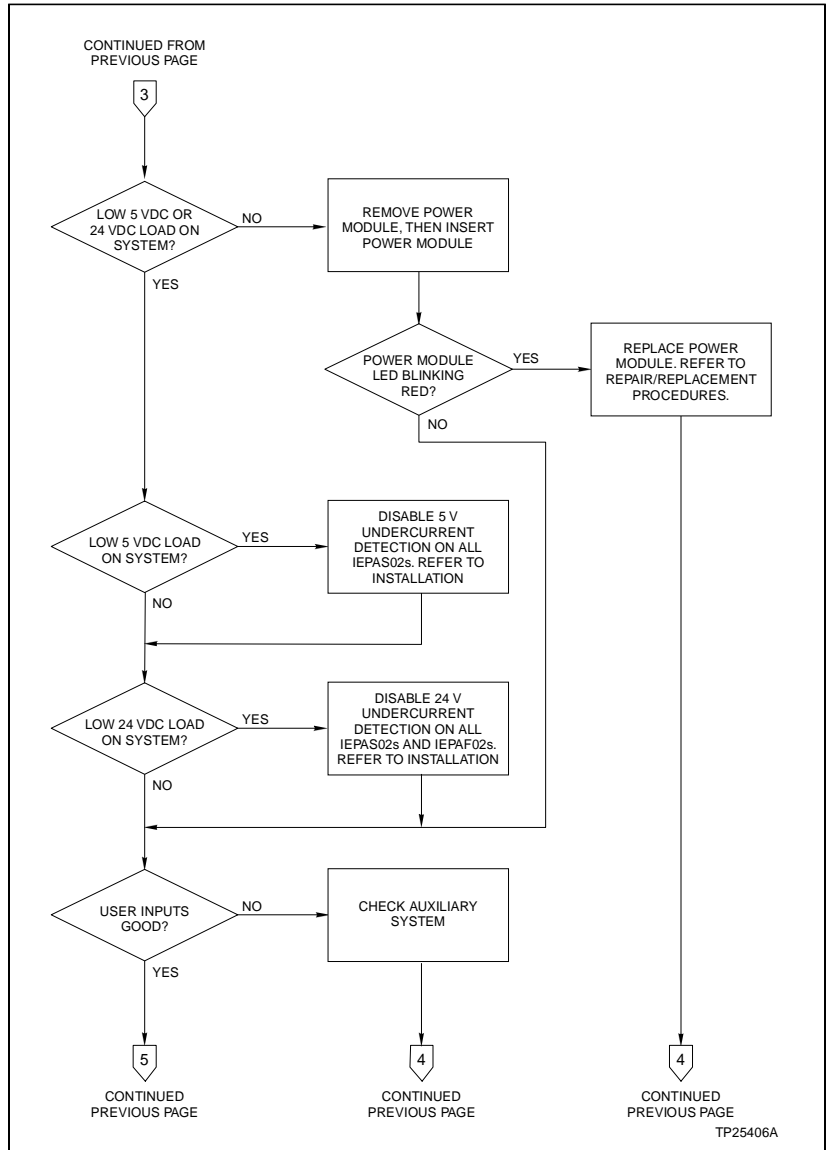 CONTINUED FROM
PREVIOUS PAGE
3
LOW 5 VDC OR
24 VDC LOAD ON
SYSTEM?
NO
YES
REMOVE POWER
MODULE, THEN INSERT
POWER MODULE
POWER MODULE
LED BLINKING
RED?
YES
NO
REPLACE POWER
MODULE. REFER TO
REPAIR/REPLACEMENT
PROCEDURES.
LOW 5 VDC LOAD
ON SYSTEM?
YES
NO
DISABLE 5 V
UNDERCURRENT
DETECTION ON ALL
IEPAS02s. REFER TO
INSTALLATION
LOW 24 VDC LOAD
ON SYSTEM?
YES
NO
DISABLE 24 V
UNDERCURRENT
DETECTION ON ALL
IEPAS02s AND IEPAF02s.
REFER TO INSTALLATION
USER INPUTS
GOOD?
NO
YES
CHECK AUXILIARY
SYSTEM
5
CONTINUED
PREVIOUS PAGE
4
CONTINUED
PREVIOUS PAGE
4
CONTINUED
PREVIOUS PAGE
TP25406A